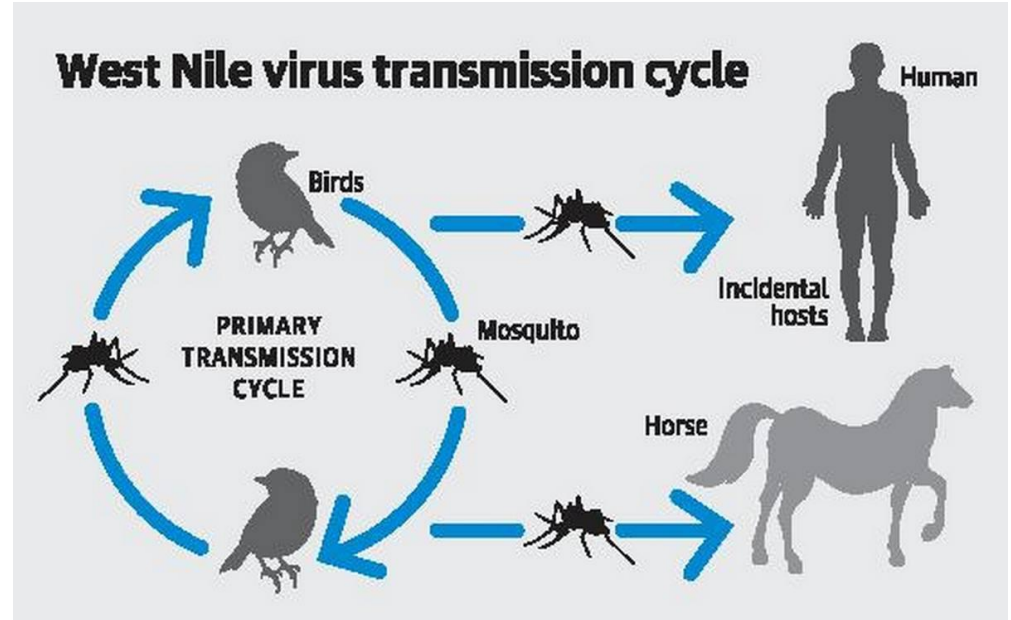 West Nile virus transmission cycle
Human
Birds
Incidental
hosts
PRIMARY
TRANSMISSION
CYCLE
Mosquito
Horse